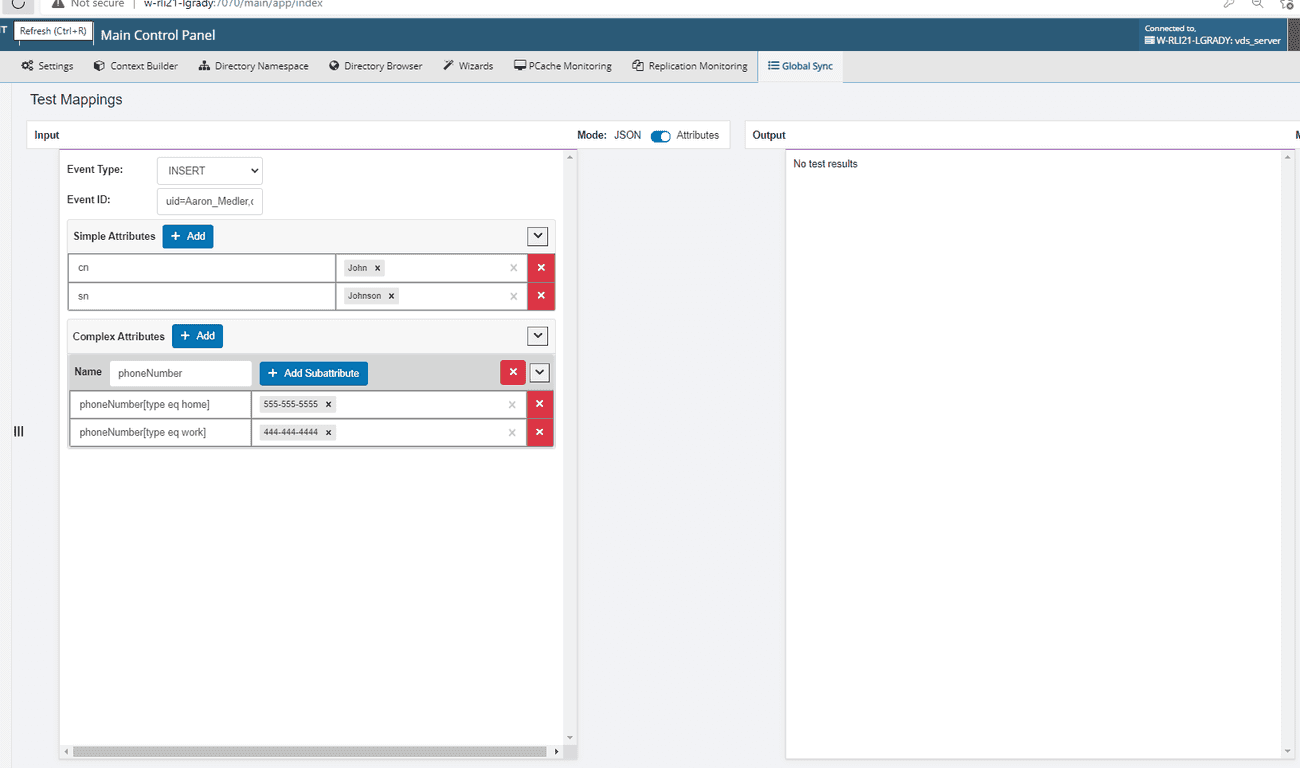 Not secure | w-rli21-lgrady:7070/main/app/index
Refresh (Ctrl+R)
Main Control Panel
Connected to,
W-RLI21-LGRADY: vds_server
Settings Context Builder Directory Namespace Directory Browser Wizards PCache Monitoring Replication Monitoring Global Sync
Test Mappings
Input Mode: JSON Attributes Output
Event Type: INSERT No test results
Event ID: uid=Aaron_Medler,c
Simple Attributes + Add
cn John x
sn Johnson x
Complex Attributes + Add
Name phoneNumber + Add Subattribute
phoneNumber[type eq home] 555-555-5555 x
phoneNumber[type eq work] 444-444-4444 x